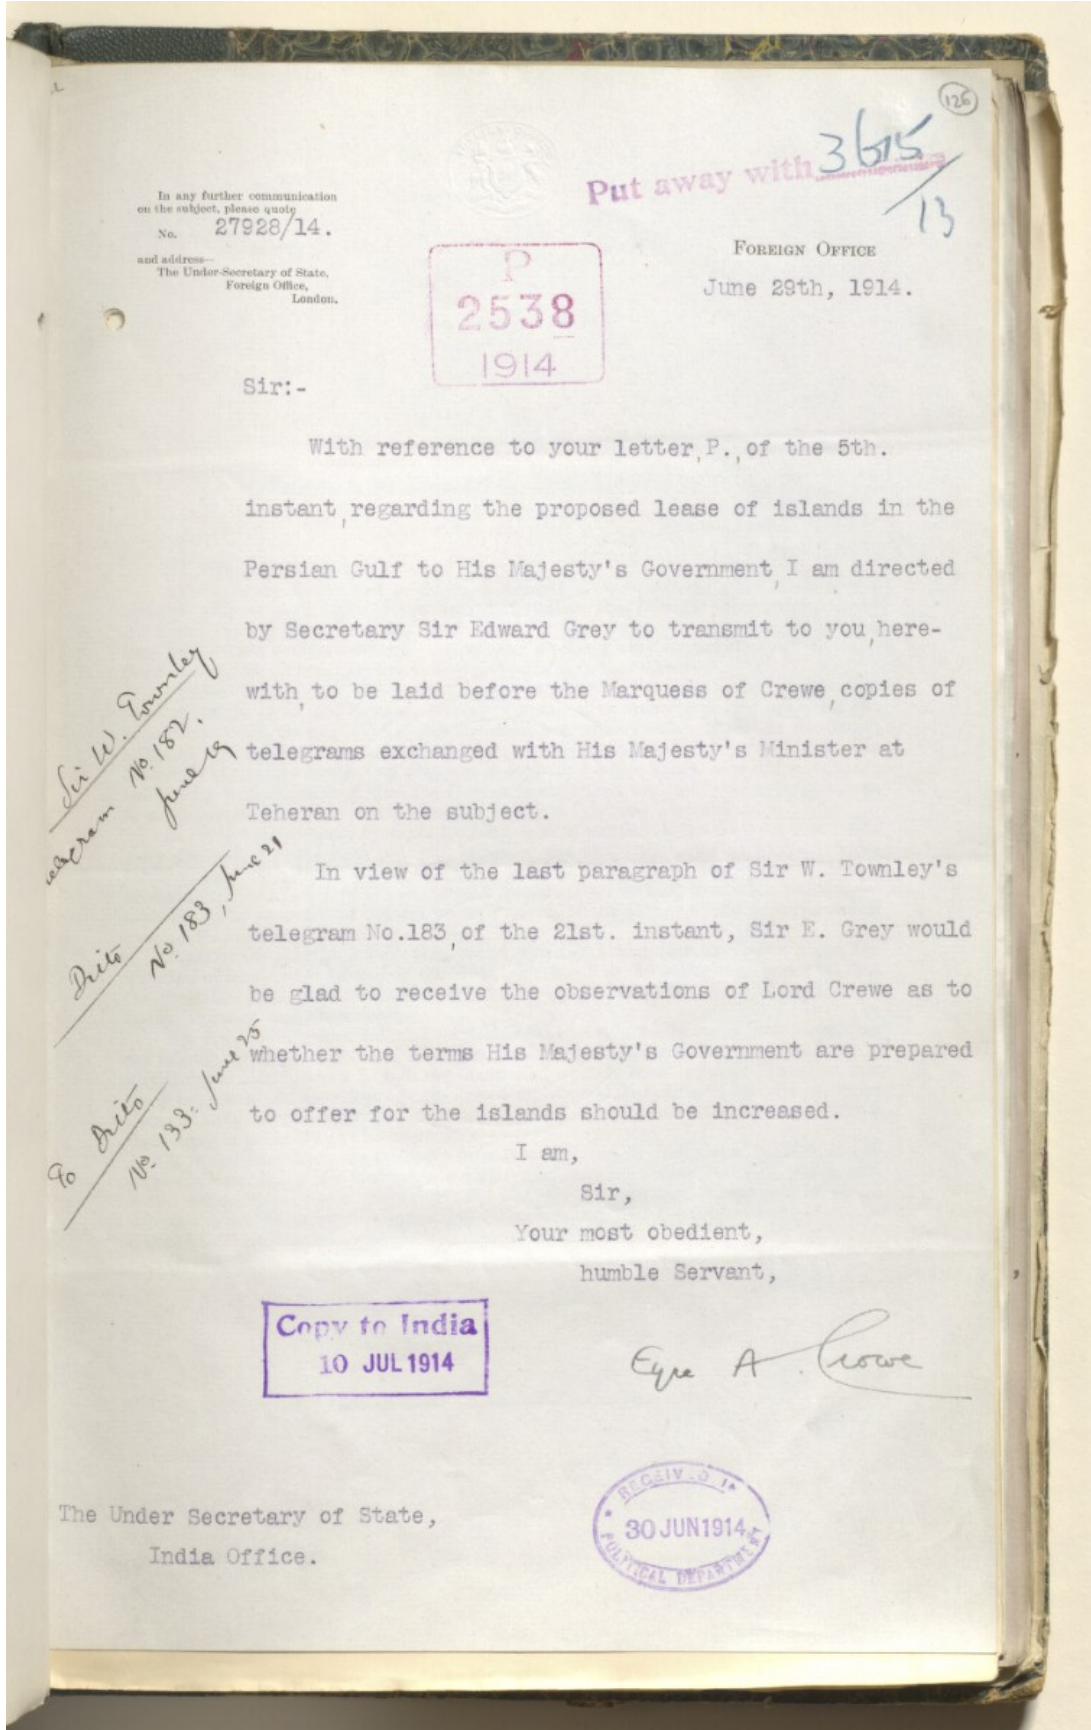 126
Put away with 3615/13
In any further communication
on the subject, please quote
No. 27928/14.
and address—
The Under-Secretary of State,
Foreign Office,
London.
P
2538
1914
FOREIGN OFFICE
June 29th, 1914.
Sir:-
With reference to your letter,P.,of the 5th.
instant,regarding the proposed lease of islands in the
Persian Gulf to His Majesty's Government,I am directed
by Secretary Sir Edward Grey to transmit to you,here-
with,to be laid before the Marquess of Crewe,copies of
telegrams exchanged with His Majesty's Minister at
Teheran on the subject.
Sir W. Townley
No. 182.
June 19
In view of the last paragraph of Sir W. Townley's
telegram No.183,of the 21st. instant, Sir E. Grey would
be glad to receive the observations of Lord Crewe as to
whether the terms His Majesty's Government are prepared
to offer for the islands should be increased.
Ditto
No. 183, June 21
To Ditto
No. 133. June 25
I am,
Sir,
Your most obedient,
humble Servant,
Eyre A. Crowe
Copy to India
10 JUL 1914
The Under Secretary of State,
India Office.
RECEIVED IN
30 JUN 1914
POLITICAL DEPARTMENT